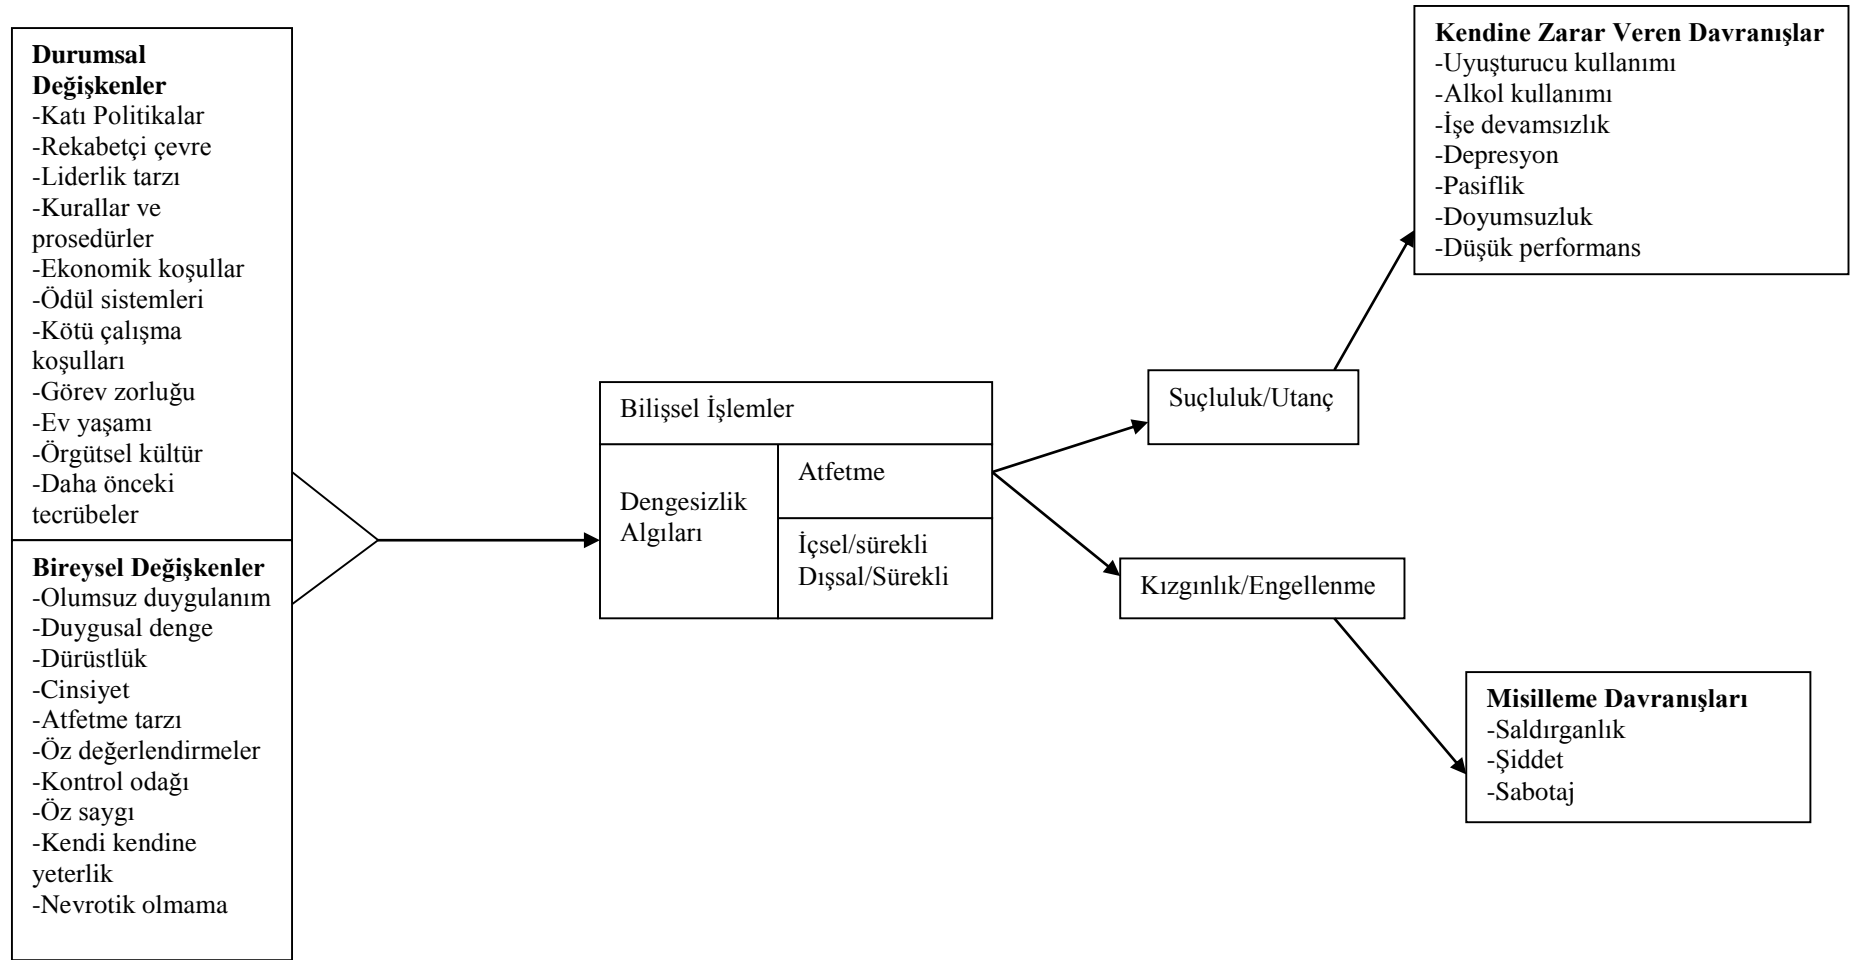 Durumsal
Değişkenler
-Katı Politikalar
-Rekabetçi çevre
-Liderlik tarzı
-Kurallar ve
prosedürler
-Ekonomik koşullar
-Ödül sistemleri
-Kötü çalışma
koşulları
-Görev zorluğu
-Ev yaşamı
-Örgütsel kültür
-Daha önceki
tecrübeler
Bireysel Değişkenler
-Olumsuz duygulanım
-Duygusal denge
-Dürüstlük
-Cinsiyet
-Atfetme tarzı
-Öz değerlendirmeler
-Kontrol odağı
-Öz saygı
-Kendi kendine
yeterlik
-Nevrotik olmama
Bilişsel İşlemler
Dengesizlik
Algıları
Atfetme
İçsel/sürekli
Dışsal/Sürekli
Suçluluk/Utanç
Kızgınlık/Engellenme
Kendine Zarar Veren Davranışlar
-Uyuşturucu kullanımı
-Alkol kullanımı
-İşe devamsızlık
-Depresyon
-Pasiflik
-Doyumsuzluk
-Düşük performans
Misilleme Davranışları
-Saldırganlık
-Şiddet
-Sabotaj